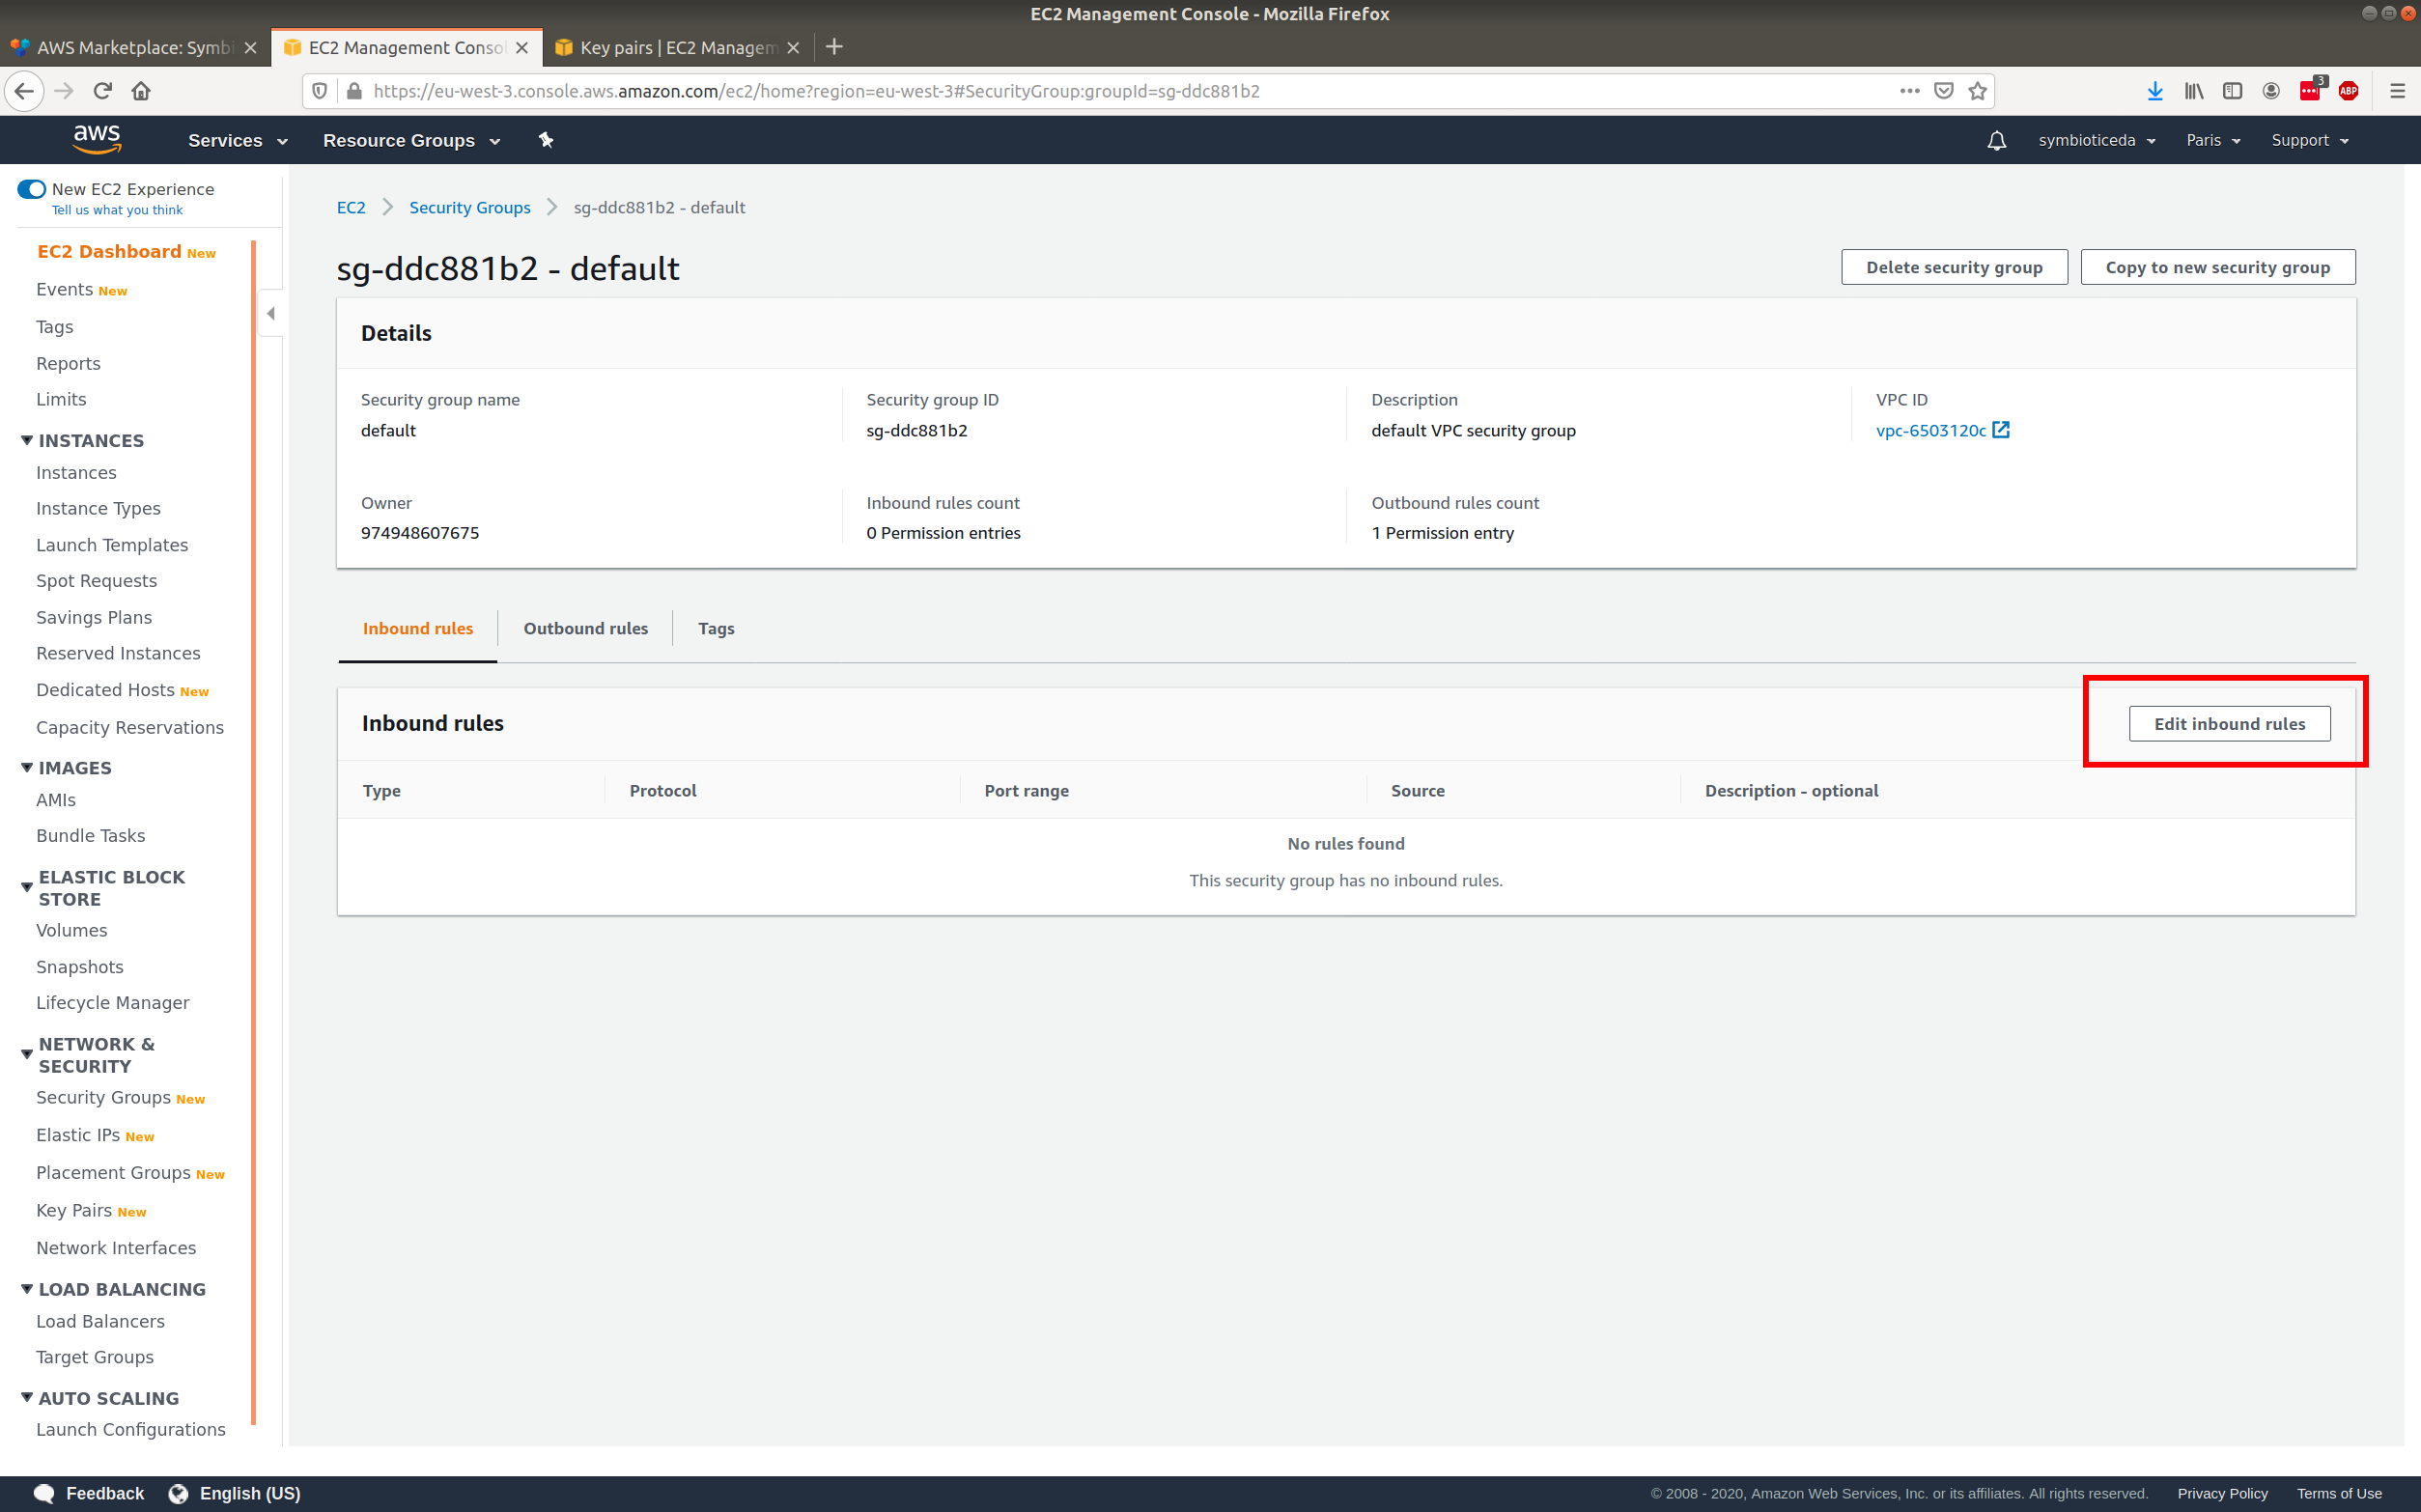 EC2 Management Console - Mozilla Firefox
AWS Marketplace: Symbi
EC2 Management Consol
Key pairs | EC2 Managem
https://eu-west-3.console.aws.amazon.com/ec2/home?region=eu-west-3#SecurityGroup:groupId=sg-ddc881b2
3
ABP
aws
Services
Resource Groups
symbioticeda
Paris
Support
New EC2 Experience
Tell us what you think
EC2 Dashboard New
Events New
Tags
Reports
Limits
INSTANCES
Instances
Instance Types
Launch Templates
Spot Requests
Savings Plans
Reserved Instances
Dedicated Hosts New
Capacity Reservations
IMAGES
AMIs
Bundle Tasks
ELASTIC BLOCK
STORE
Volumes
Snapshots
Lifecycle Manager
NETWORK &
SECURITY
Security Groups New
Elastic IPs New
Placement Groups New
Key Pairs New
Network Interfaces
LOAD BALANCING
Load Balancers
Target Groups
AUTO SCALING
Launch Configurations
EC2 > Security Groups > sg-ddc881b2 - default
sg-ddc881b2 - default
Delete security group
Copy to new security group
Details
Security group name
default
Security group ID
sg-ddc881b2
Description
default VPC security group
VPC ID
vpc-6503120c
Owner
974948607675
Inbound rules count
0 Permission entries
Outbound rules count
1 Permission entry
Inbound rules
Outbound rules
Tags
Inbound rules
Edit inbound rules
Type
Protocol
Port range
Source
Description - optional
No rules found
This security group has no inbound rules.
Feedback
English (US)
© 2008 - 2020, Amazon Web Services, Inc. or its affiliates. All rights reserved.
Privacy Policy
Terms of Use